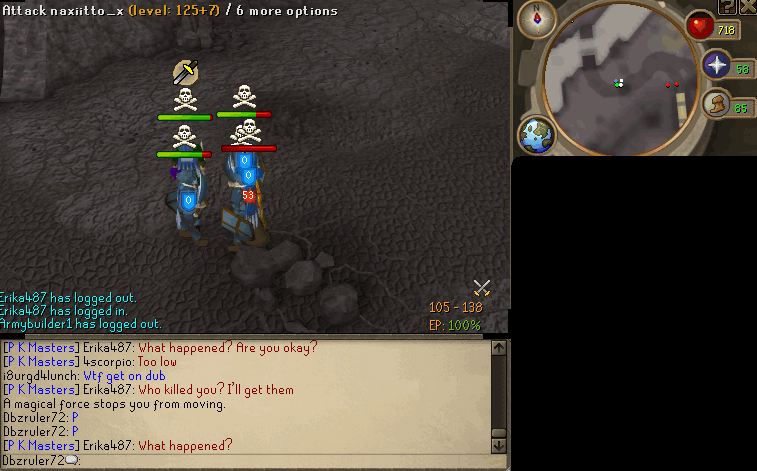 Attack naxiitto_x (level: 125+7) / 6 more options
N
?
718
58
85
0
0
0
53
105 - 138
EP: 100%
Erika487 has logged out.
Erika487 has logged in.
Armybuilder1 has logged out.
[P K Masters] Erika487: What happened? Are you okay?
[P K Masters] 4scorpio: Too low
i8urgd4lunch: Wtf get on dub
[P K Masters] Erika487: Who killed you? I'll get them
A magical force stops you from moving.
Dbzruler72: P
Dbzruler72: P
[P K Masters] Erika487: What happened?
Dbzruler72: